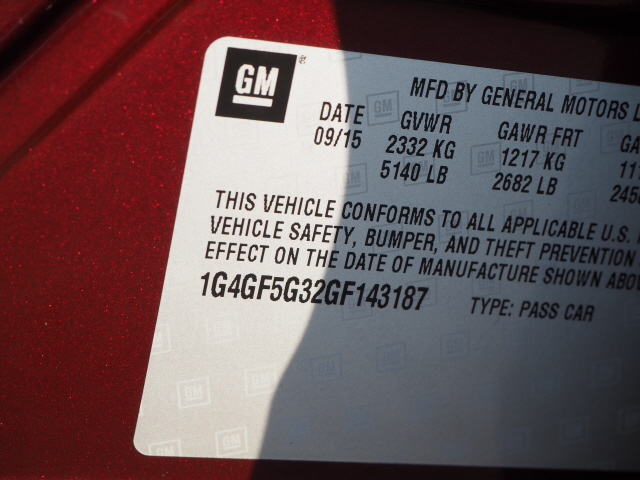 GM
MFD BY GENERAL MOTORS
DATE GVWR GAWR FRT
09/15 2332 KG 1217 KG
5140 LB 2682 LB
THIS VEHICLE CONFORMS TO ALL APPLICABLE U.S.
VEHICLE SAFETY, BUMPER, AND THEFT PREVENTION
EFFECT ON THE DATE OF MANUFACTURE SHOWN
1G4GF5G32GF143187 TYPE: PASS CAR